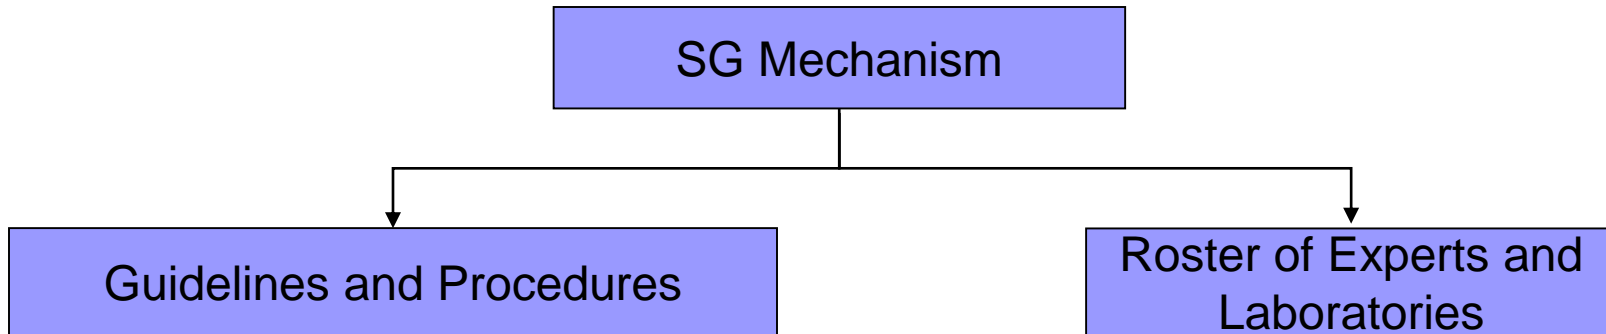 SG Mechanism
Guidelines and Procedures
Roster of Experts and
Laboratories